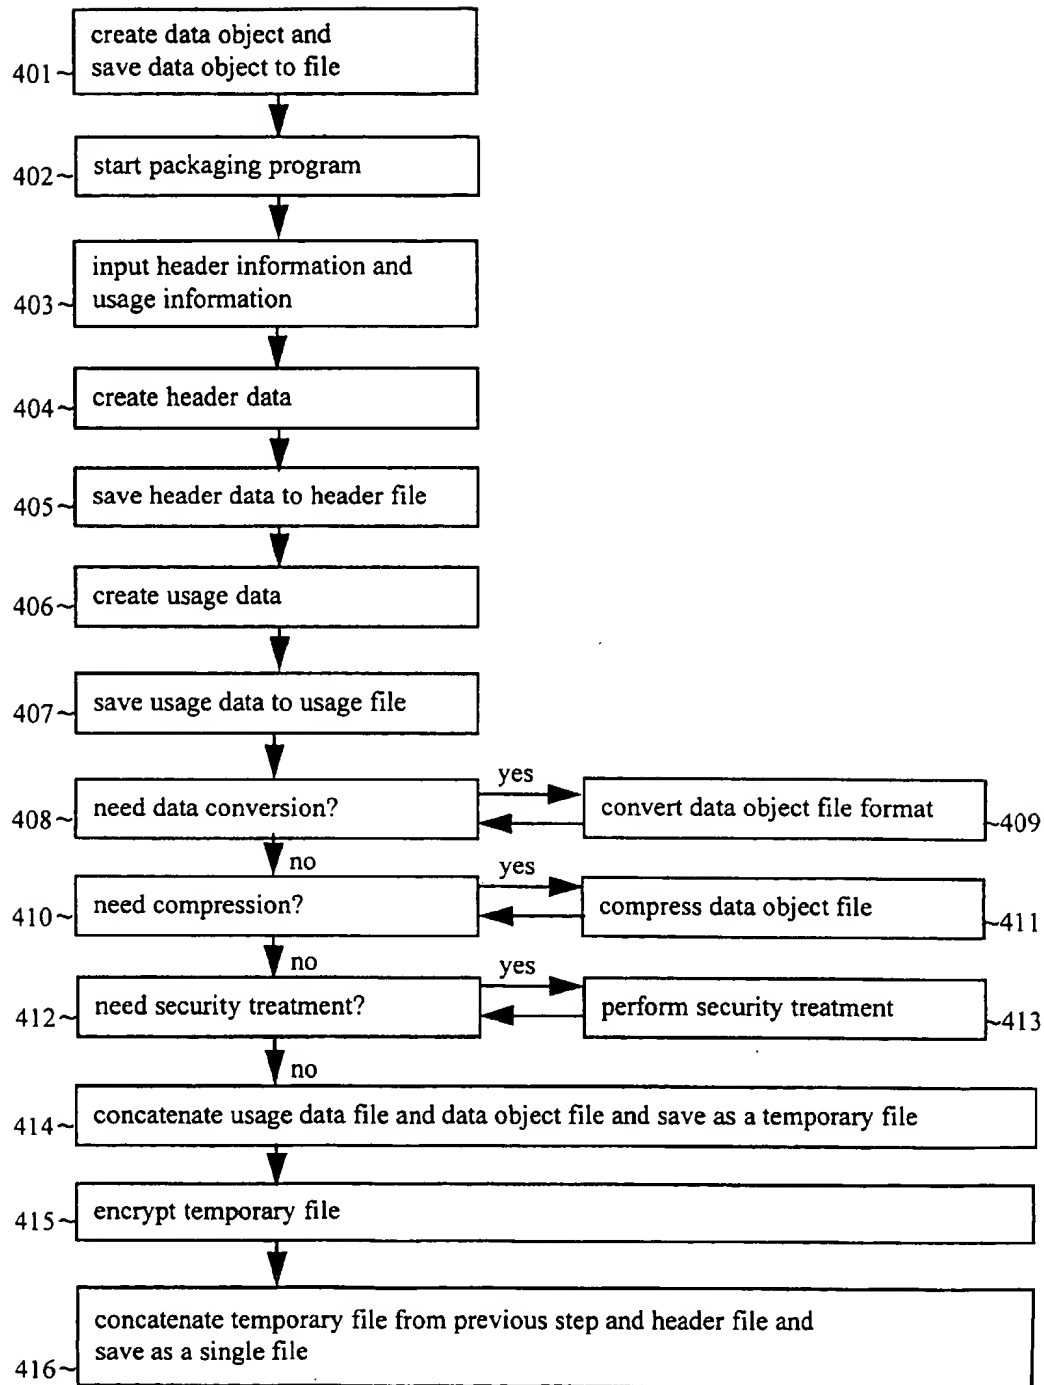 create data object and
save data object to file
401~
start packaging program
402~
input header information and
usage information
403~
create header data
404~
save header data to header file
405~
create usage data
406~
save usage data to usage file
407~
yes
need data conversion?
convert data object file format
408~
~409
no
yes
need compression?
compress data object file
410~
~411
no
yes
need security treatment?
perform security treatment
412~
~413
no
concatenate usage data file and data object file and save as a temporary file
414~
encrypt temporary file
415~
concatenate temporary file from previous step and header file and
save as a single file
416~